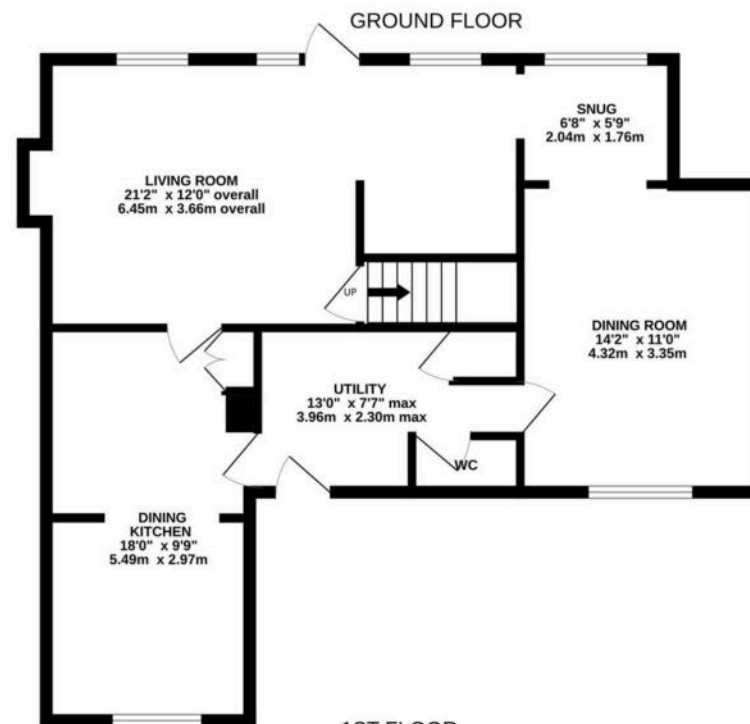 GROUND FLOOR
SNUG
6'8" x 5'9"
2.04m x 1.76m
LIVING ROOM
21'2" x 12'0" overall
6.45m x 3.66m overall
UP
DINING ROOM
14'2" x 11'0"
4.32m x 3.35m
UTILITY
13'0" x 7'7" max
3.96m x 2.30m max
WC
DINING
KITCHEN
18'0" x 9'9"
5.49m x 2.97m
1ST FLOOR